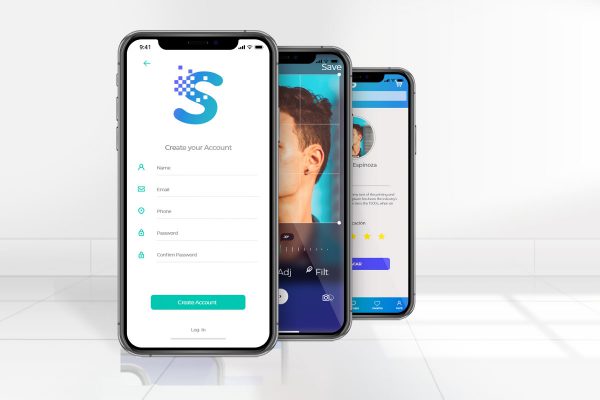 9:41
S
Create your Account
Name
Email
Phone
Password
Confirm Password
Create Account
Log in
Save
Adj
Filt
Espinoza